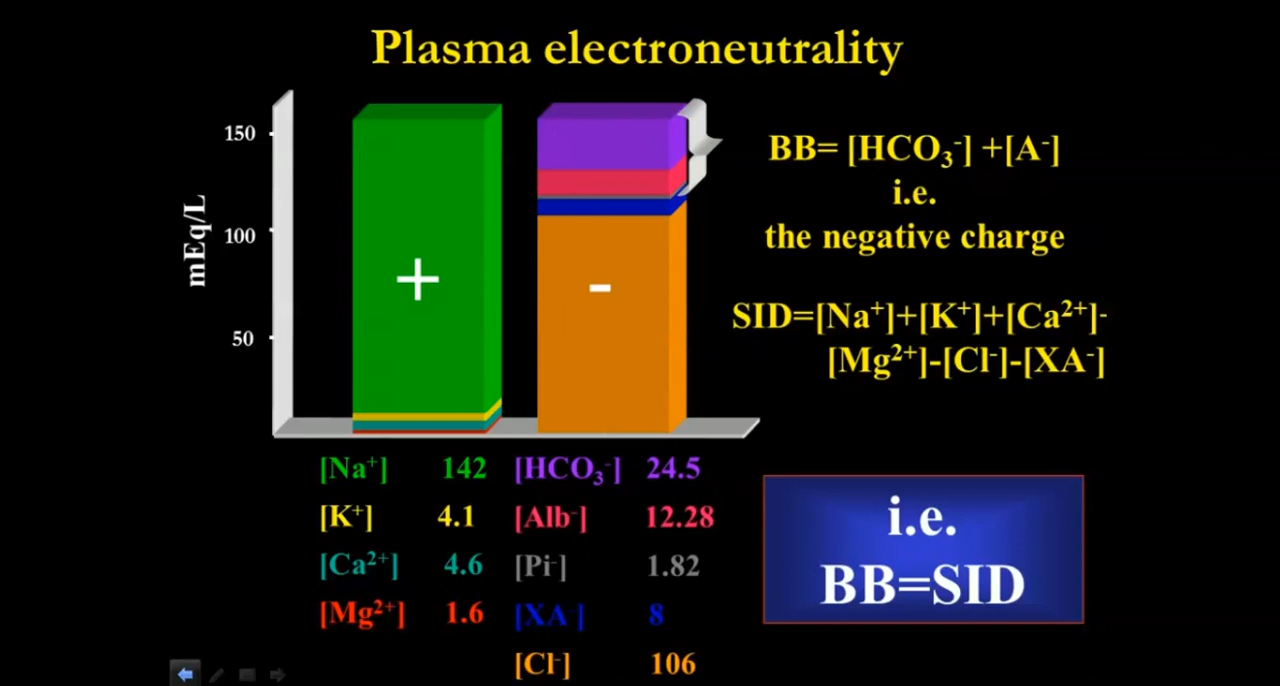 Plasma electroneutrality
150
100
50
mEq/L
+
-
BB= [HCO₃⁻] +[A⁻]
i.e.
the negative charge
SID=[Na⁺]+[K⁺]+[Ca²⁺]-
[Mg²⁺]-[Cl⁻]-[XA⁻]
[Na⁺] 142 [HCO₃⁻] 24.5
[K⁺] 4.1 [Alb⁻] 12.28
[Ca²⁺] 4.6 [Pi⁻] 1.82
[Mg²⁺] 1.6 [XA⁻] 8
[Cl⁻] 106
i.e.
BB=SID